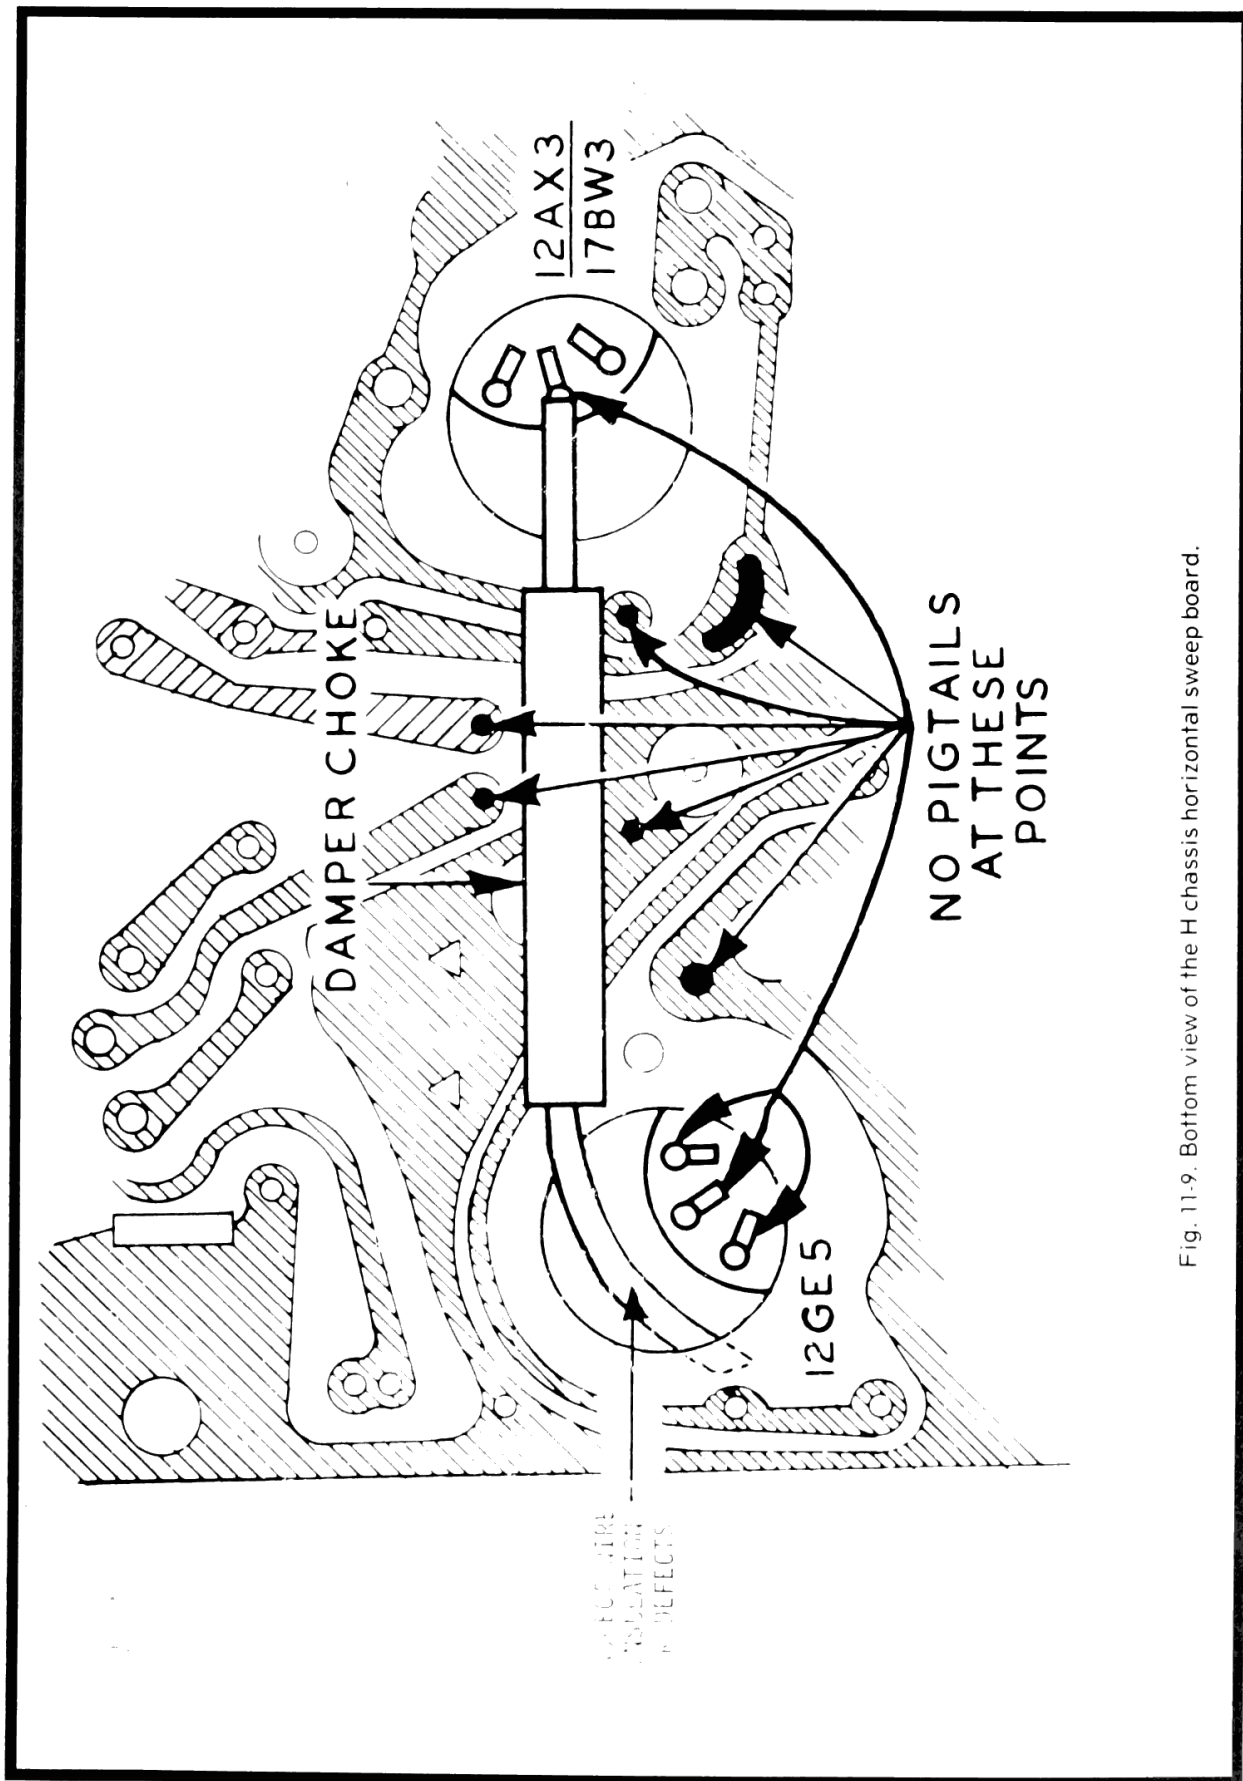 12AX3
17BW3
DAMPER CHOKE
NO PIGTAILS
AT THESE
POINTS
12GE5
DEFECTS
Fig. 11-9. Bottom view of the H chassis horizontal sweep board.